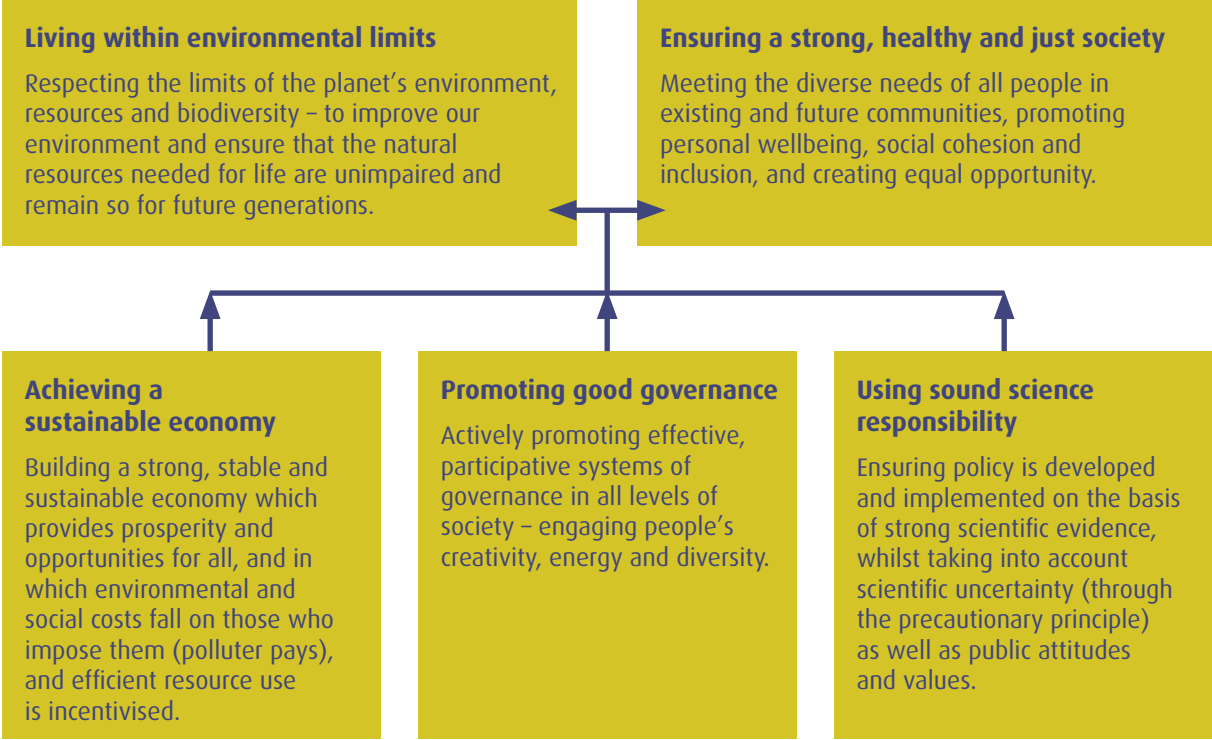 Living within environmental limits
Respecting the limits of the planet's environment,
resources and biodiversity – to improve our
environment and ensure that the natural
resources needed for life are unimpaired and
remain so for future generations.
Ensuring a strong, healthy and just society
Meeting the diverse needs of all people in
existing and future communities, promoting
personal wellbeing, social cohesion and
inclusion, and creating equal opportunity.
Achieving a
sustainable economy
Building a strong, stable and
sustainable economy which
provides prosperity and
opportunities for all, and in
which environmental and
social costs fall on those who
impose them (polluter pays),
and efficient resource use
is incentivised.
Promoting good governance
Actively promoting effective,
participative systems of
governance in all levels of
society – engaging people's
creativity, energy and diversity.
Using sound science
responsibility
Ensuring policy is developed
and implemented on the basis
of strong scientific evidence,
whilst taking into account
scientific uncertainty (through
the precautionary principle)
as well as public attitudes
and values.